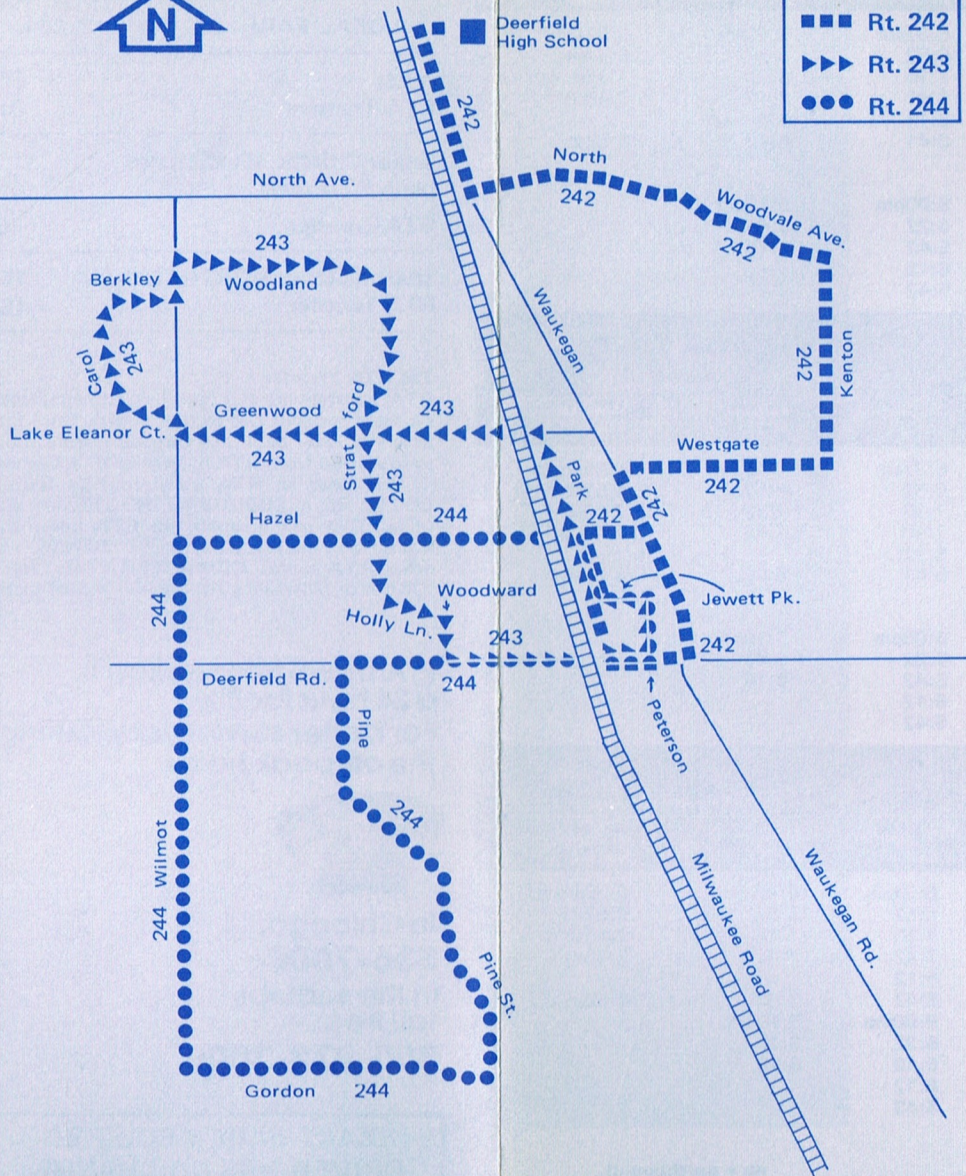 N
Deerfield
High School
Rt. 242
Rt. 243
Rt. 244
242
North
North Ave.
242
Woodvale Ave.
242
243
Woodland
Berkley
Waukegan
Carol
243
242
Kenton
Strat ford
Greenwood
243
Lake Eleanor Ct.
243
243
Westgate
242
Park
242
Hazel
244
242
Jewett Pk.
244
Woodward
Holly Ln.
243
242
Deerfield Rd.
244
Peterson
Pine
244
Wilmot
244
Milwaukee Road
Waukegan Rd.
Pine St.
Gordon
244